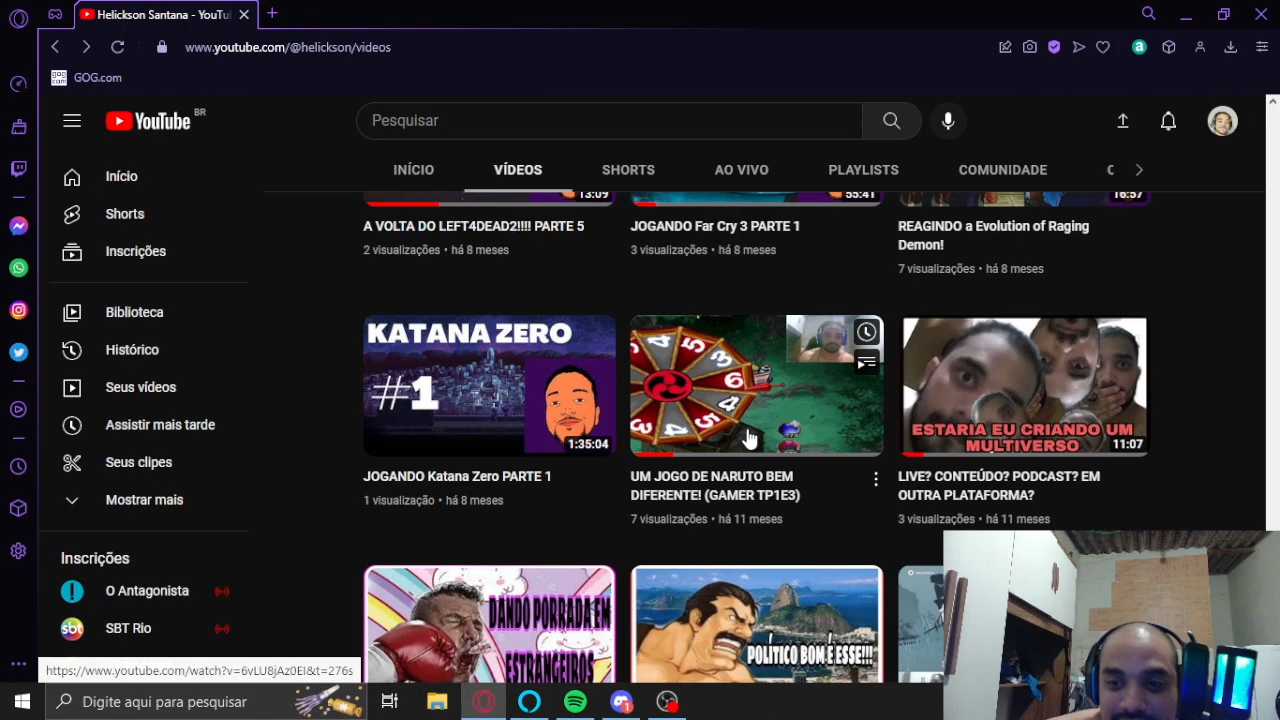 Helickson Santana - YouTu
www.youtube.com/@helickson/videos
GOG.com
YouTube BR
Pesquisar
INÍCIO
VÍDEOS
SHORTS
AO VIVO
PLAYLISTS
COMUNIDADE
Início
Shorts
Inscrições
Biblioteca
Histórico
Seus vídeos
Assistir mais tarde
Seus clipes
Mostrar mais
Inscrições
O Antagonista
SBT Rio
13:09
55:41
16:57
A VOLTA DO LEFT4DEAD2!!!! PARTE 5
2 visualizações • há 8 meses
JOGANDO Far Cry 3 PARTE 1
3 visualizações • há 8 meses
REAGINDO a Evolution of Raging
Demon!
7 visualizações • há 8 meses
KATANA ZERO
#1
1:35:04
JOGANDO Katana Zero PARTE 1
1 visualização • há 8 meses
UM JOGO DE NARUTO BEM
DIFERENTE! (GAMER TP1E3)
7 visualizações • há 11 meses
ESTARIA EU CRIANDO UM
MULTIVERSO
11:07
LIVE? CONTEÚDO? PODCAST? EM
OUTRA PLATAFORMA?
3 visualizações • há 11 meses
DANDO PORRADA EM
ESTRANGEIROS
POLÍTICO BOM É ESSE!!!
https://www.youtube.com/watch?v=6vLU8jAz0EI&t=276s
Digite aqui para pesquisar